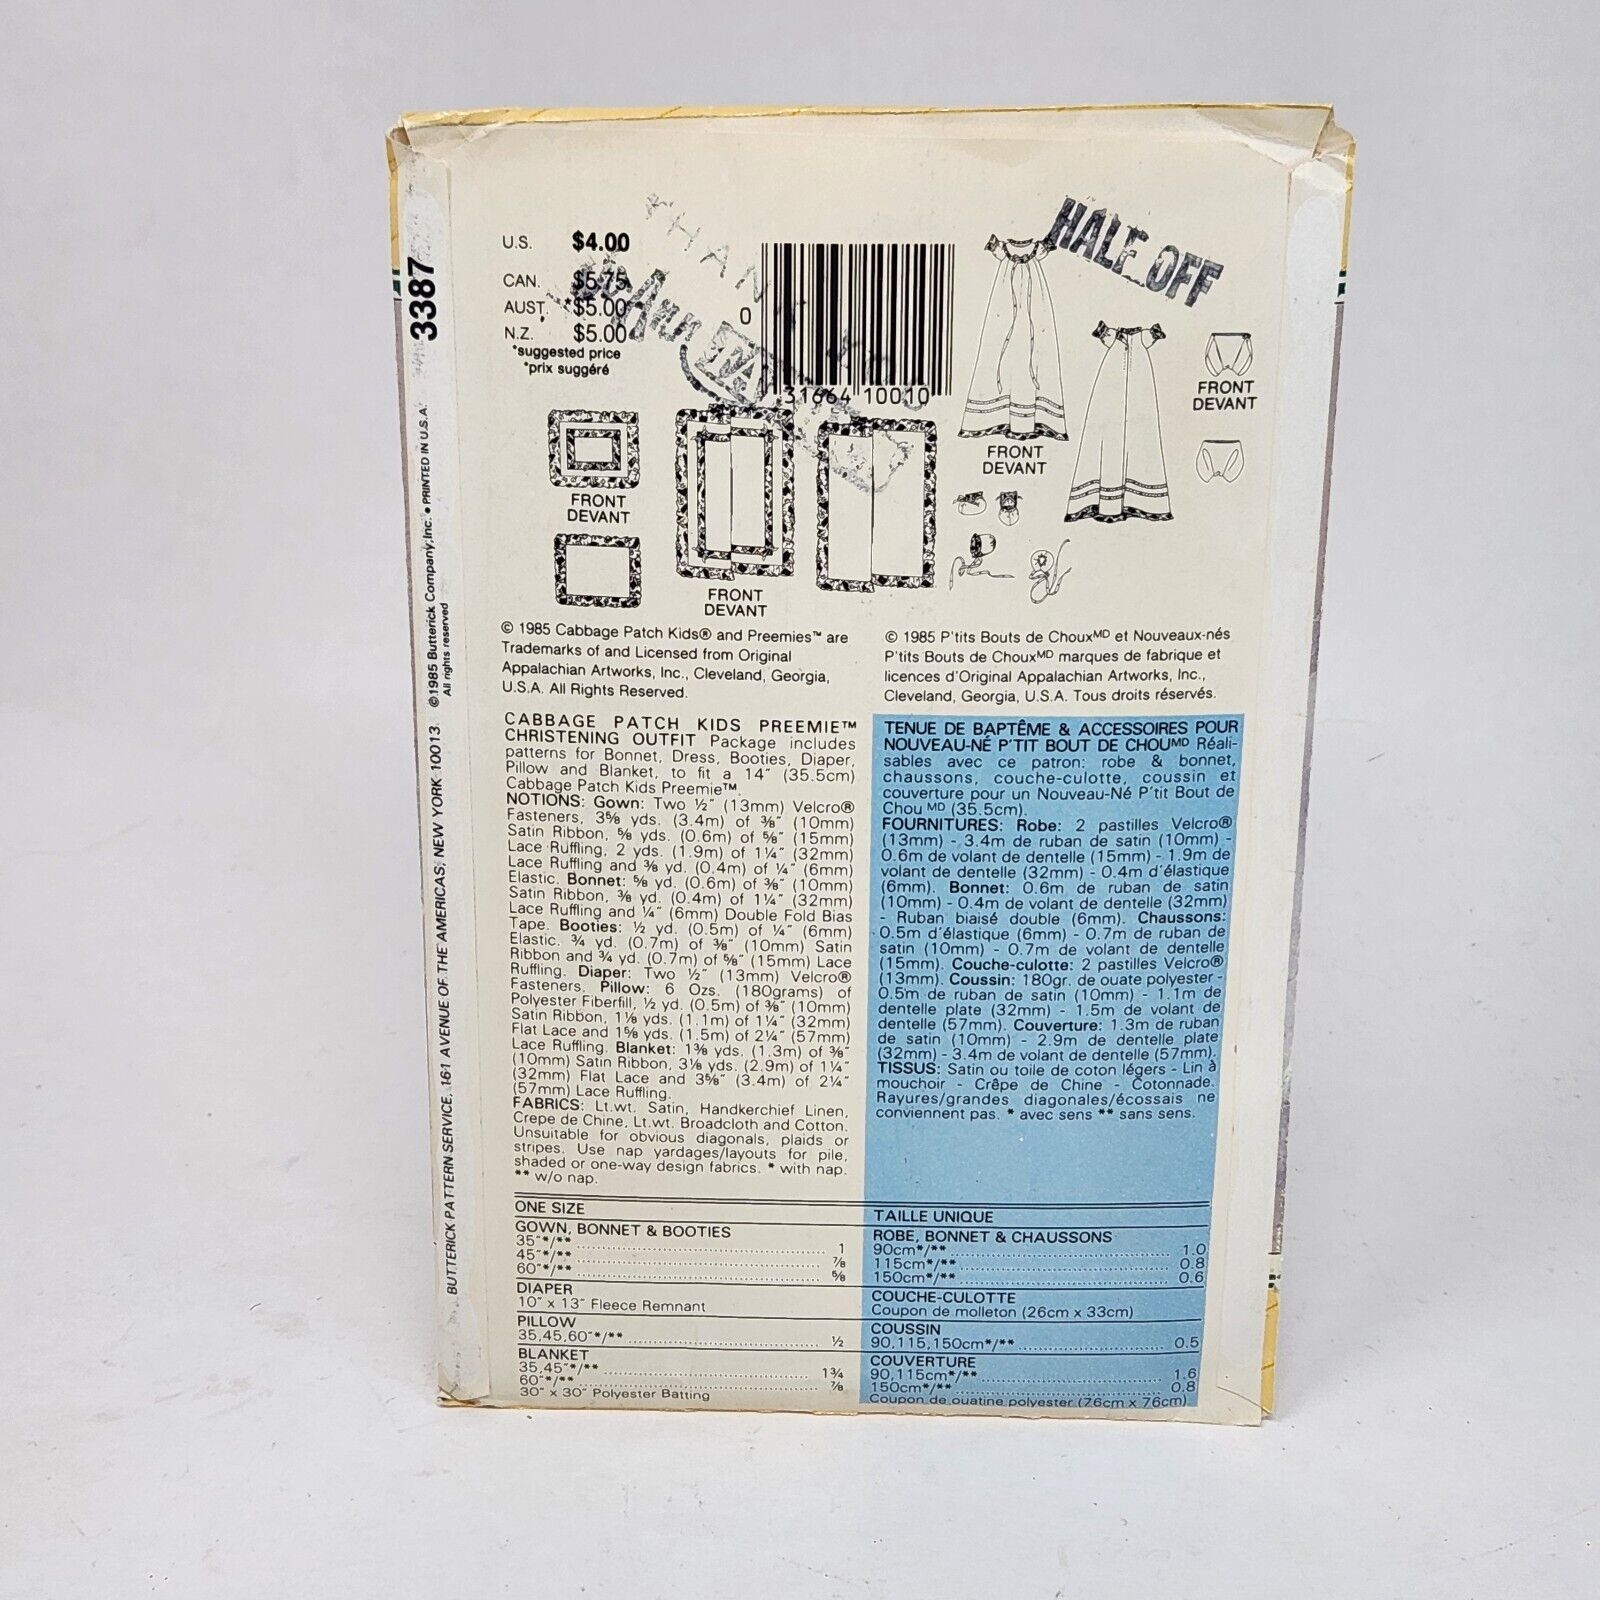 3387
©1985 Butterick Company, Inc. • PRINTED IN U.S.A.
All rights reserved
BUTTERICK PATTERN SERVICE, 161 AVENUE OF THE AMERICAS, NEW YORK 10013
U.S. $4.00
CAN. $5.75
AUST. *$5.00
N.Z. $5.00
*suggested price
*prix suggéré
THANK
Jo-Ann
HALF OFF
0
31664 10010
FRONT
DEVANT
FRONT
DEVANT
FRONT
DEVANT
FRONT
DEVANT
© 1985 Cabbage Patch Kids® and Preemies™ are
Trademarks of and Licensed from Original
Appalachian Artworks, Inc., Cleveland, Georgia,
U.S.A. All Rights Reserved.
© 1985 P'tits Bouts de Choux MD et Nouveaux-nés
P'tits Bouts de Choux MD marques de fabrique et
licences d'Original Appalachian Artworks, Inc.,
Cleveland, Georgia, U.S.A. Tous droits réservés.
CABBAGE PATCH KIDS PREEMIE™
CHRISTENING OUTFIT Package includes
patterns for Bonnet, Dress, Booties, Diaper,
Pillow and Blanket, to fit a 14" (35.5cm)
Cabbage Patch Kids Preemie™.
NOTIONS: Gown: Two ½" (13mm) Velcro®
Fasteners, 3⅝ yds. (3.4m) of ⅜" (10mm)
Satin Ribbon, ⅝ yds. (0.6m) of ⅝" (15mm)
Lace Ruffling, 2 yds. (1.9m) of 1¼" (32mm)
Lace Ruffling and ⅜ yd. (0.4m) of ¼" (6mm)
Elastic. Bonnet: ⅝ yd. (0.6m) of ⅜" (10mm)
Satin Ribbon, ⅜ yd. (0.4m) of 1¼" (32mm)
Lace Ruffling and ¼" (6mm) Double Fold Bias
Tape. Booties: ½ yd. (0.5m) of ¼" (6mm)
Elastic. ¾ yd. (0.7m) of ⅜" (10mm) Satin
Ribbon and ¾ yd. (0.7m) of ⅝" (15mm) Lace
Ruffling. Diaper: Two ½" (13mm) Velcro®
Fasteners. Pillow: 6 Ozs. (180grams) of
Polyester Fiberfill, ½ yd. (0.5m) of ⅜" (10mm)
Satin Ribbon, 1⅛ yds. (1.1m) of 1¼" (32mm)
Flat Lace and 1⅝ yds. (1.5m) of 2¼" (57mm)
Lace Ruffling. Blanket: 1⅜ yds. (1.3m) of ⅜"
(10mm) Satin Ribbon, 3⅛ yds. (2.9m) of 1¼"
(32mm) Flat Lace and 3⅝" (3.4m) of 2¼"
(57mm) Lace Ruffling.
FABRICS: Lt.wt. Satin, Handkerchief Linen,
Crepe de Chine, Lt.wt. Broadcloth and Cotton.
Unsuitable for obvious diagonals, plaids or
stripes. Use nap yardages/layouts for pile,
shaded or one-way design fabrics. * with nap.
** w/o nap.
TENUE DE BAPTÊME & ACCESSOIRES POUR
NOUVEAU-NÉ P'TIT BOUT DE CHOU MD Réali-
sables avec ce patron: robe & bonnet,
chaussons, couche-culotte, coussin et
couverture pour un Nouveau-Né P'tit Bout de
Chou MD (35.5cm).
FOURNITURES: Robe: 2 pastilles Velcro®
(13mm) - 3.4m de ruban de satin (10mm) -
0.6m de volant de dentelle (15mm) - 1.9m de
volant de dentelle (32mm) - 0.4m d'élastique
(6mm). Bonnet: 0.6m de ruban de satin
(10mm) - 0.4m de volant de dentelle (32mm)
- Ruban biaisé double (6mm). Chaussons:
0.5m d'élastique (6mm) - 0.7m de ruban de
satin (10mm) - 0.7m de volant de dentelle
(15mm). Couche-culotte: 2 pastilles Velcro®
(13mm). Coussin: 180gr. de ouate polyester -
0.5m de ruban de satin (10mm) - 1.1m de
dentelle plate (32mm) - 1.5m de volant de
dentelle (57mm). Couverture: 1.3m de ruban
de satin (10mm) - 2.9m de dentelle plate
(32mm) - 3.4m de volant de dentelle (57mm).
TISSUS: Satin ou toile de coton légers - Lin à
mouchoir - Crêpe de Chine - Cotonnade.
Rayures/grandes diagonales/écossais ne
conviennent pas. * avec sens ** sans sens.
ONE SIZE
GOWN, BONNET & BOOTIES
35"*/** 1
45"*/** ⅞
60"*/** ⅝
DIAPER
10" x 13" Fleece Remnant
PILLOW
35,45,60"*/** ½
BLANKET
35,45"*/** 1¾
60"*/** ⅞
30" x 30" Polyester Batting
TAILLE UNIQUE
ROBE, BONNET & CHAUSSONS
90cm*/** 1.0
115cm*/** 0.8
150cm*/** 0.6
COUCHE-CULOTTE
Coupon de molleton (26cm x 33cm)
COUSSIN
90,115,150cm*/** 0.5
COUVERTURE
90,115cm*/** 1.6
150cm*/** 0.8
Coupon de ouatine polyester (76cm x 76cm)